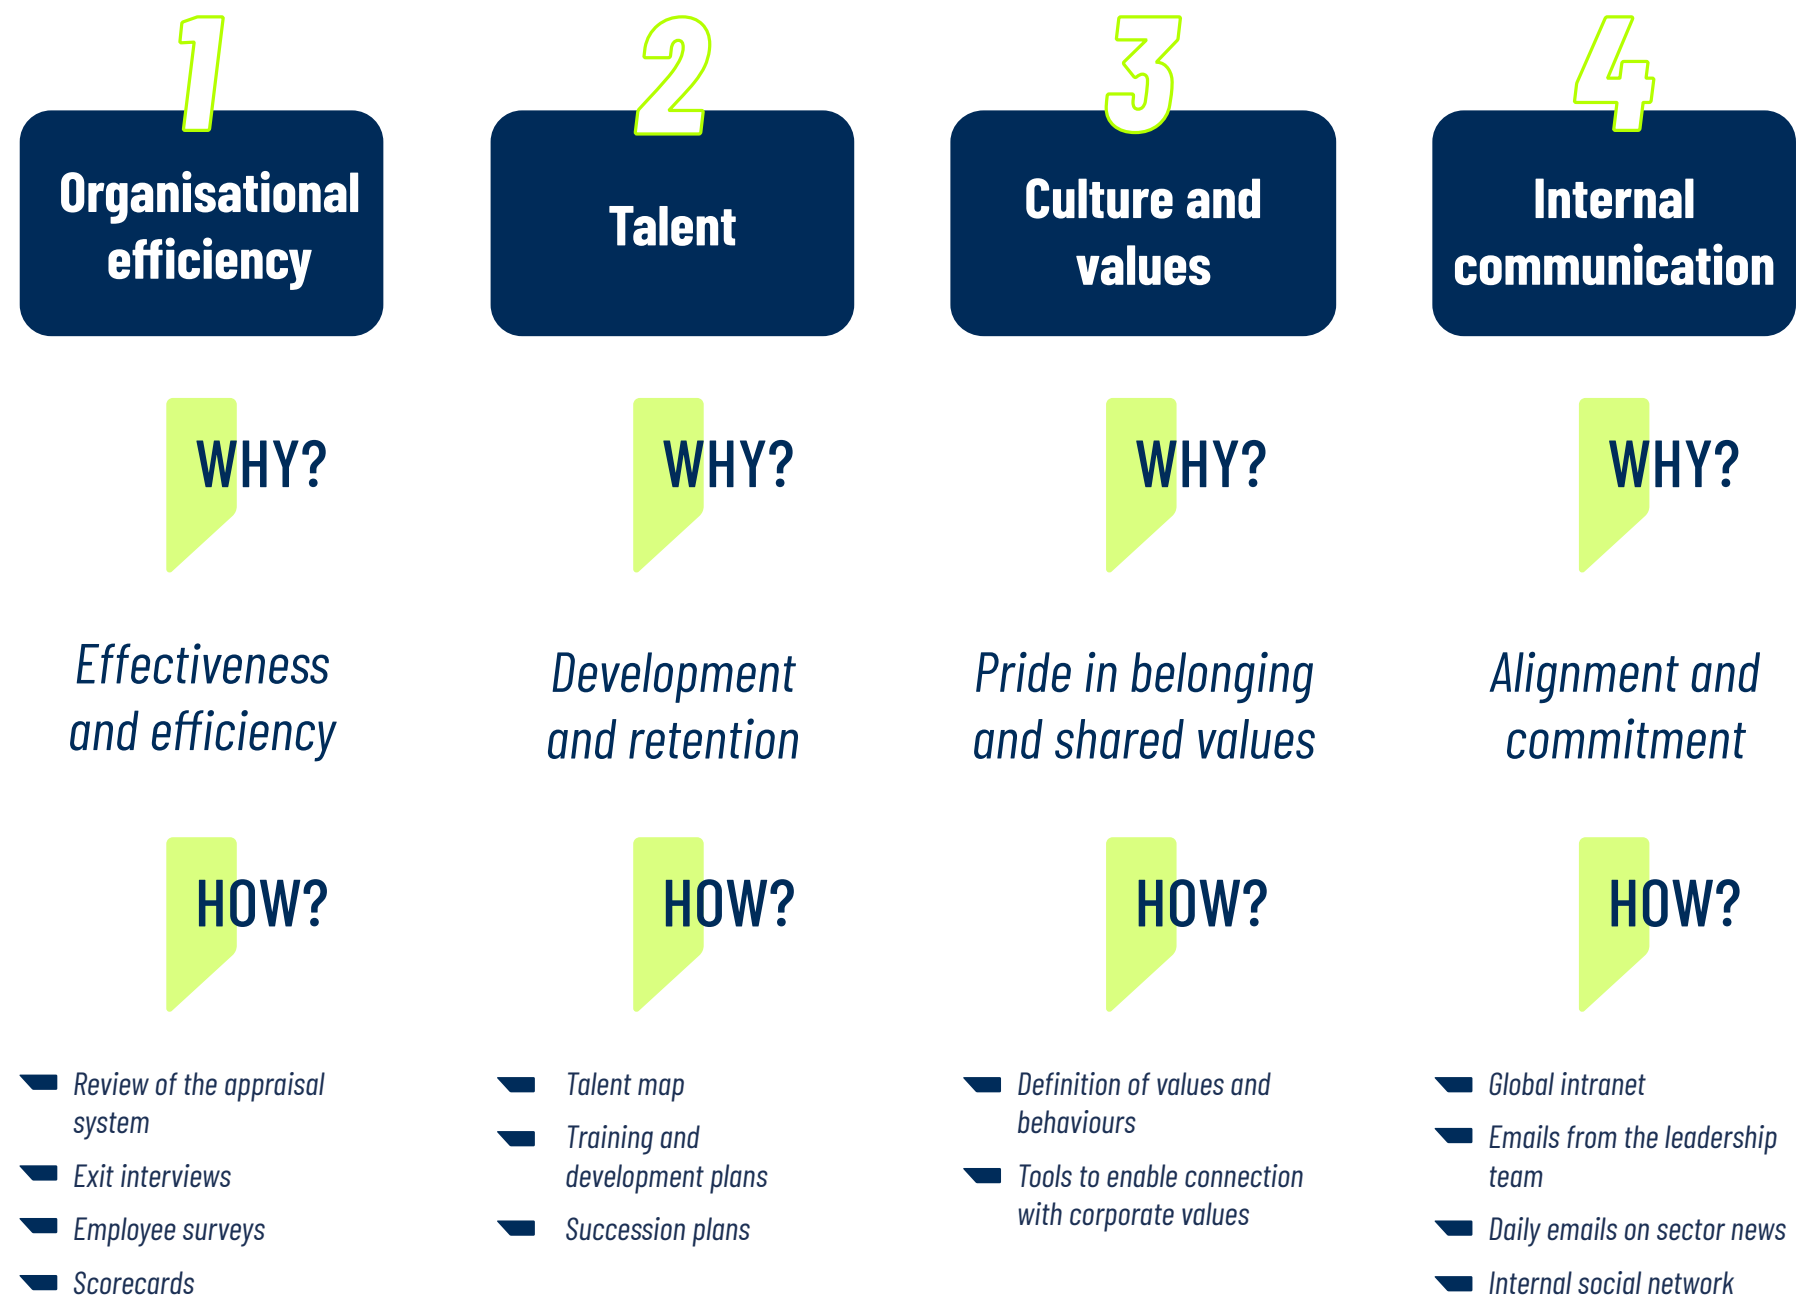 1
Organisational
efficiency
WHY?
Effectiveness
and efficiency
HOW?
Review of the appraisal
system
Exit interviews
Employee surveys
Scorecards
2
Talent
WHY?
Development
and retention
HOW?
Talent map
Training and
development plans
Succession plans
3
Culture and
values
WHY?
Pride in belonging
and shared values
HOW?
Definition of values and
behaviours
Tools to enable connection
with corporate values
4
Internal
communication
WHY?
Alignment and
commitment
HOW?
Global intranet
Emails from the leadership
team
Daily emails on sector news
Internal social network